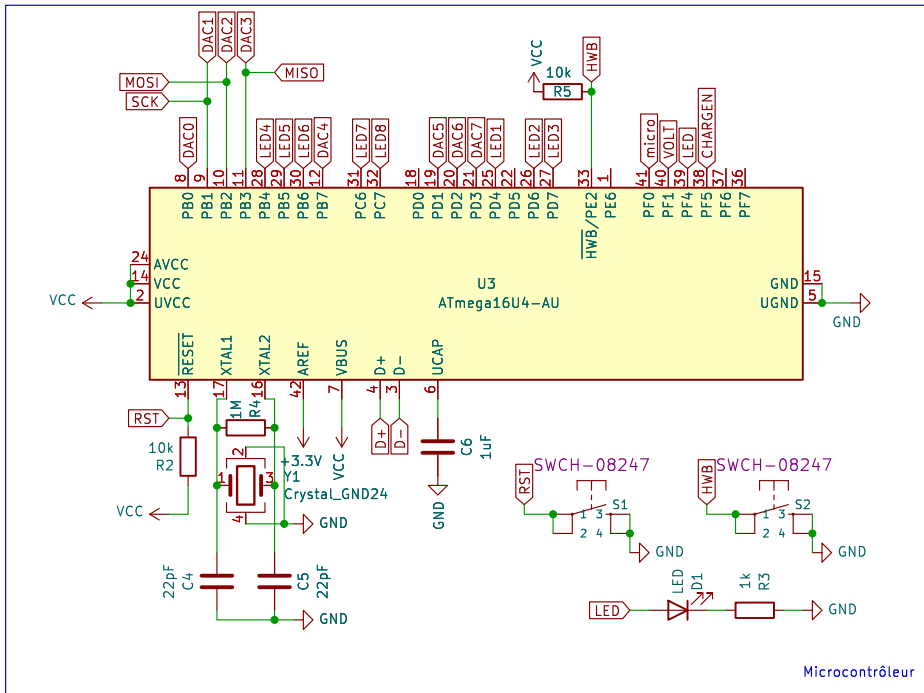 DAC1
DAC2
DAC3
MISO
MOSI
SCK
VCC
10k
R5
HWB
DAC0
LED4
LED5
LED6
DAC4
LED7
LED8
DAC5
DAC6
DAC7
LED1
LED2
LED3
micro
VOLT
LED
CHARGEN
8 9 10 11 28 29 30 12 31 32 18 19 20 21 25 22 26 27 33 1 41 40 39 38 37 36
PB0 PB1 PB2 PB3 PB4 PB5 PB6 PB7 PC6 PC7 PD0 PD1 PD2 PD3 PD4 PD5 PD6 PD7 HWB/PE2 PE6 PF0 PF1 PF4 PF5 PF6 PF7
24 AVCC
14 VCC
2 UVCC
VCC
U3
ATmega16U4-AU
GND 15
UGND 5
GND
RESET XTAL1 XTAL2 AREF VBUS D+ D- UCAP
13 17 16 42 7 4 3 6
RST
10k
R2
VCC
1M
R4
2
1
3
4
+3.3V
Y1
Crystal_GND24
GND
VCC
D+
D-
C6
1uF
GND
22pF
C4
C5
22pF
GND
SWCH-08247
RST
S1
1 3
2 4
GND
SWCH-08247
HWB
S2
1 3
2 4
GND
LED
LED
D1
1k
R3
GND
Microcontrôleur